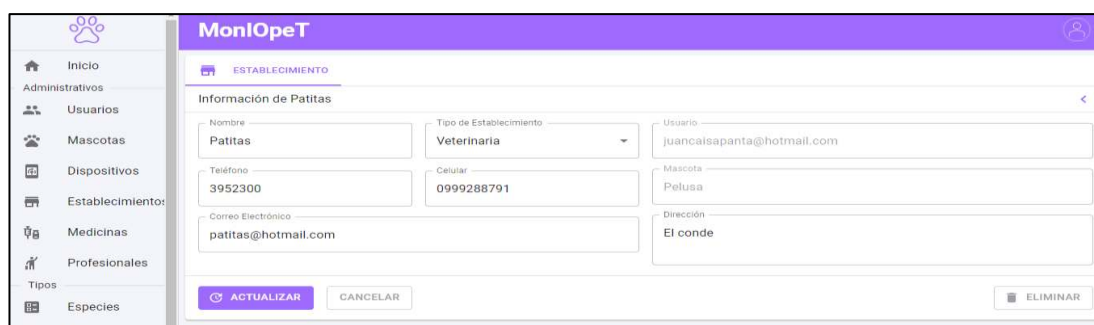 MonIOpeT
Inicio
Administrativos
Usuarios
Mascotas
Dispositivos
Establecimientos
Medicinas
Profesionales
Tipos
Especies
ESTABLECIMIENTO
Información de Patitas
Nombre
Patitas
Tipo de Establecimiento
Veterinaria
Usuario
juancaisapanta@hotmail.com
Teléfono
3952300
Celular
0999288791
Mascota
Pelusa
Correo Electrónico
patitas@hotmail.com
Dirección
El conde
ACTUALIZAR
CANCELAR
ELIMINAR